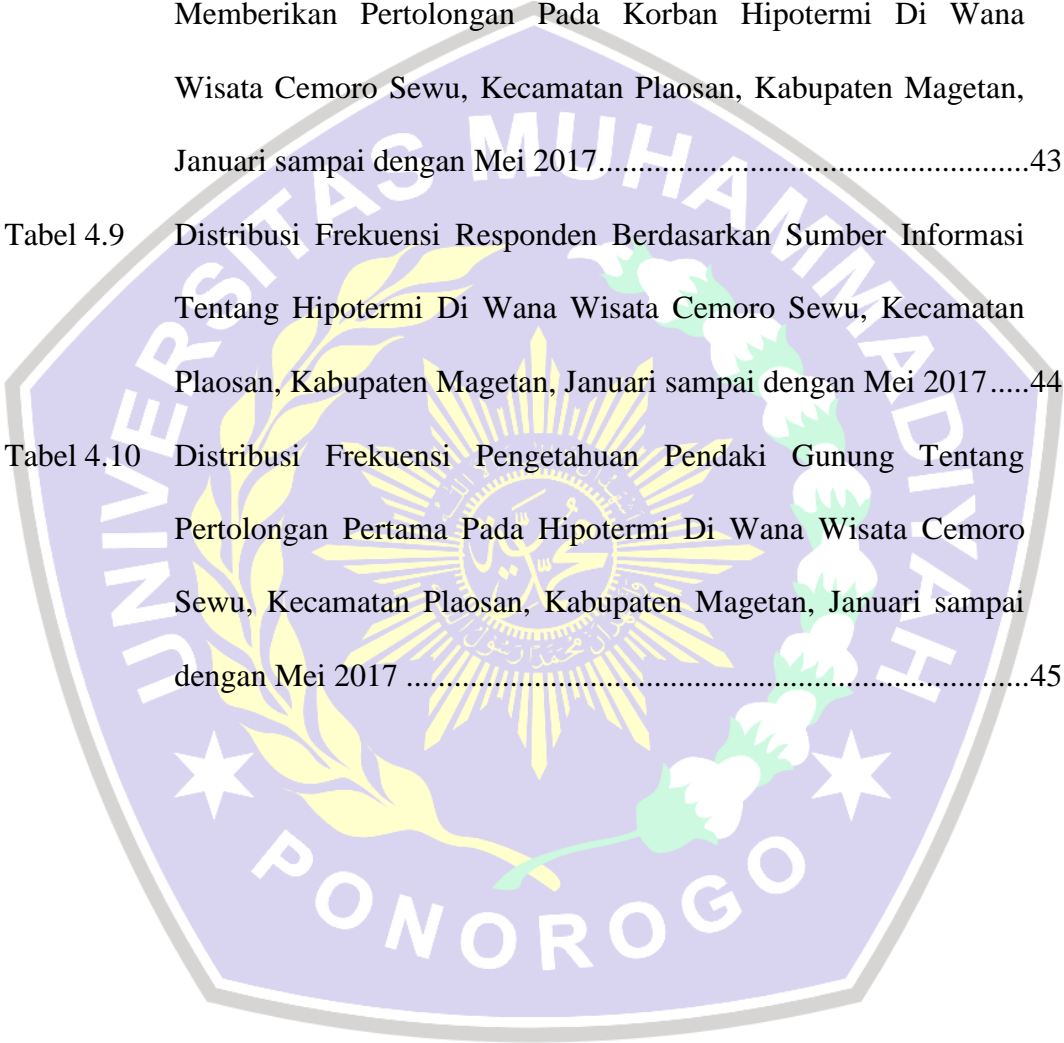 Memberikan Pertolongan Pada Korban Hipotermi Di Wana
Wisata Cemoro Sewu, Kecamatan Plaosan, Kabupaten Magetan,
Januari sampai dengan Mei 2017......................................................43
Tabel 4.9 Distribusi Frekuensi Responden Berdasarkan Sumber Informasi
Tentang Hipotermi Di Wana Wisata Cemoro Sewu, Kecamatan
Plaosan, Kabupaten Magetan, Januari sampai dengan Mei 2017.....44
Tabel 4.10 Distribusi Frekuensi Pengetahuan Pendaki Gunung Tentang
Pertolongan Pertama Pada Hipotermi Di Wana Wisata Cemoro
Sewu, Kecamatan Plaosan, Kabupaten Magetan, Januari sampai
dengan Mei 2017 ..............................................................................45
UNIVERSITAS MUHAMMADIYAH
PONOROGO